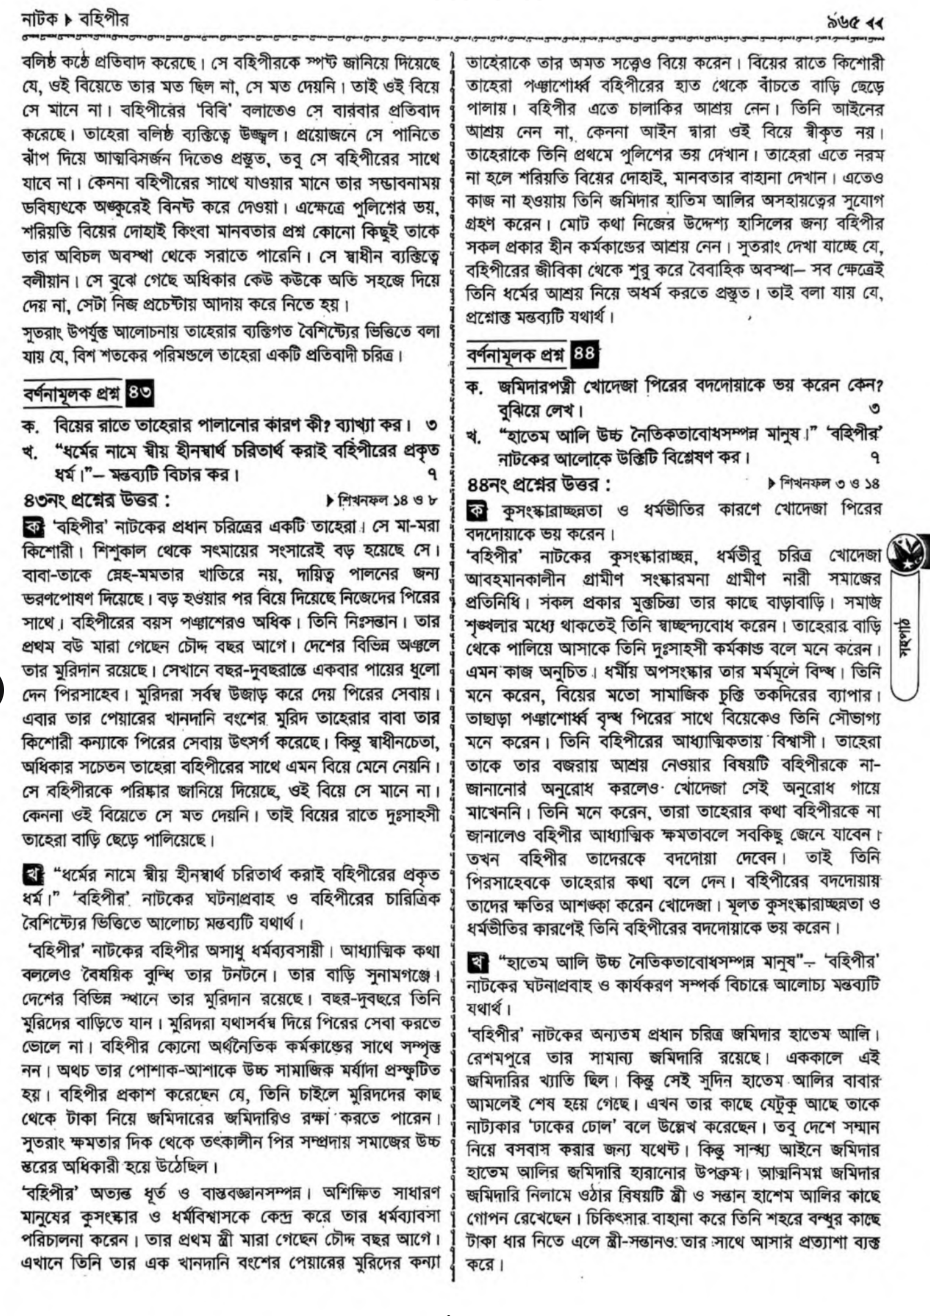 নাটক ▶ বহিপীর
৯৬৫ ◀◀
বলিষ্ঠ কণ্ঠে প্রতিবাদ করেছে। সে বহিপীরকে স্পষ্ট জানিয়ে দিয়েছে
যে, ওই বিয়েতে তার মত ছিল না, সে মত দেয়নি। তাই ওই বিয়ে
সে মানে না। বহিপীরের 'বিবি' বলাতেও সে বারবার প্রতিবাদ
করেছে। তাহেরা বলিষ্ঠ ব্যক্তিত্বে উজ্জ্বল। প্রয়োজনে সে পানিতে
ঝাঁপ দিয়ে আত্মবিসর্জন দিতেও প্রস্তুত, তবু সে বহিপীরের সাথে
যাবে না। কেননা বহিপীরের সাথে যাওয়ার মানে তার সম্ভাবনাময়
ভবিষ্যৎকে অঙ্কুরেই বিনষ্ট করে দেওয়া। এক্ষেত্রে পুলিশের ভয়,
শরিয়তি বিয়ের দোহাই কিংবা মানবতার প্রশ্ন কোনো কিছুই তাকে
তার অবিচল অবস্থা থেকে সরাতে পারেনি। সে স্বাধীন ব্যক্তিত্বে
বলীয়ান। সে বুঝে গেছে অধিকার কেউ কউকে অতি সহজে দিয়ে
দেয় না, সেটা নিজ প্রচেস্টায় আদায় করে নিতে হয়।
সুতরাং উপর্যুক্ত আলোচনায় তাহেরার ব্যক্তিগত বৈশিষ্ট্যের ভিত্তিতে বলা
যায় যে, বিশ শতকের পরিমণ্ডলে তাহেরা একটি প্রতিবাদী চরিত্র।
বর্ণনামূলক প্রশ্ন ৪৩
ক. বিয়ের রাতে তাহেরার পালানোর কারণ কী? ব্যাখ্যা কর। ৩
খ. “ধর্মের নামে স্বীয় হীনস্বার্থ চরিতার্থ করাই বহিপীরের প্রকৃত
ধর্ম।”– মন্তব্যটি বিচার কর। ৭
৪৩নং প্রশ্নের উত্তর : ▶ শিখনফল ১৪ ও ৮
ক 'বহিপীর' নাটকের প্রধান চরিত্রের একটি তাহেরা। সে মা-মরা
কিশোরী। শিশুকাল থেকে সৎমায়ের সংসারেই বড় হয়েছে সে।
বাবা-তাকে স্নেহ-মমতার খাতিরে নয়, দায়িত্ব পালনের জন্য
ভরণপোষণ দিয়েছে। বড় হওয়ার পর বিয়ে দিয়েছে নিজেদের পিরের
সাথে। বহিপীরের বয়স পঞ্চাশেরও অধিক। তিনি নিঃসন্তান। তার
প্রথম বউ মারা গেছেন চৌদ্দ বছর আগে। দেশের বিভিন্ন অঞ্চলে
তার মুরিদান রয়েছে। সেখানে বছর-দুবছরান্তে একবার পায়ের ধুলো
দেন পিরসাহেব। মুরিদরা সর্বস্ব উজাড় করে দেয় পিরের সেবায়।
এবার তার পেয়ারের খানদানি বংশের মুরিদ তাহেরার বাবা তার
কিশোরী কন্যাকে পিরের সেবায় উৎসর্গ করেছে। কিন্তু স্বাধীনচেতা,
অধিকার সচেতন তাহেরা বহিপীরের সাথে এমন বিয়ে মেনে নেয়নি।
সে বহিপীরকে পরিষ্কার জানিয়ে দিয়েছে, ওই বিয়ে সে মানে না।
কেননা ওই বিয়েতে সে মত দেয়নি। তাই বিয়ের রাতে দুঃসাহসী
তাহেরা বাড়ি ছেড়ে পালিয়েছে।
খ “ধর্মের নামে স্বীয় হীনস্বার্থ চরিতার্থ করাই বহিপীরের প্রকৃত
ধর্ম।” 'বহিপীর' নাটকের ঘটনাপ্রবাহ ও বহিপীরের চারিত্রিক
বৈশিষ্ট্যের ভিত্তিতে আলোচ্য মন্তব্যটি যথার্থ।
'বহিপীর' নাটকের বহিপীর অসাধু ধর্মব্যবসায়ী। আধ্যাত্মিক কথা
বললেও বৈষয়িক বুদ্ধি তার টনটনে। তার বাড়ি সুনামগঞ্জে।
দেশের বিভিন্ন স্থানে তার মুরিদান রয়েছে। বছর-দুবছরে তিনি
মুরিদের বাড়িতে যান। মুরিদরা যথাসর্বস্ব দিয়ে পিরের সেবা করতে
ভোলে না। বহিপীর কোনো অর্থনৈতিক কর্মকাণ্ডের সাথে সম্পৃক্ত
নন। অথচ তার পোশাক-আশাকে উচ্চ সামাজিক মর্যাদা প্রস্ফুটিত
হয়। বহিপীর প্রকাশ করেছেন যে, তিনি চাইলে মুরিদদের কাছ
থেকে টাকা নিয়ে জমিদারের জমিদারিও রক্ষা করতে পারেন।
সুতরাং ক্ষমতার দিক থেকে তৎকালীন পির সম্প্রদায় সমাজের উচ্চ
স্তরের অধিকারী হয়ে উঠেছিল।
'বহিপীর' অত্যন্ত ধূর্ত ও বাস্তবজ্ঞানসম্পন্ন। অশিক্ষিত সাধারণ
মানুষের কুসংস্কার ও ধর্মবিশ্বাসকে কেন্দ্র করে তার ধর্মব্যাবসা
পরিচালনা করেন। তার প্রথম স্ত্রী মারা গেছেন চৌদ্দ বছর আগে।
এখানে তিনি তার এক খানদানি বংশের পেয়ারের মুরিদের কন্যা
তাহেরাকে তার অমত সত্ত্বেও বিয়ে করেন। বিয়ের রাতে কিশোরী
তাহেরা পঞ্চাশোর্ধ্ব বহিপীরের হাত থেকে বাঁচতে বাড়ি ছেড়ে
পালায়। বহিপীর এতে চালাকির আশ্রয় নেন। তিনি আইনের
আশ্রয় নেন না, কেননা আইন দ্বারা ওই বিয়ে স্বীকৃত নয়।
তাহেরাকে তিনি প্রথমে পুলিশের ভয় দেখান। তাহেরা এতে নরম
না হলে শরিয়তি বিয়ের দোহাই, মানবতার বাহানা দেখান। এতেও
কাজ না হওয়ায় তিনি জমিদার হাতিম আলির অসহায়ত্বের সুযোগ
গ্রহণ করেন। মোট কথা নিজের উদ্দেশ্য হাসিলের জন্য বহিপীর
সকল প্রকার হীন কর্মকাণ্ডের আশ্রয় নেন। সুতরাং দেখা যাচ্ছে যে,
বহিপীরের জীবিকা থেকে শুরু করে বৈবাহিক অবস্থা– সব ক্ষেত্রেই
তিনি ধর্মের আশ্রয় নিয়ে অধর্ম করতে প্রস্তুত। তাই বলা যায় যে,
প্রশ্নোক্ত মন্তব্যটি যথার্থ।
বর্ণনামূলক প্রশ্ন ৪৪
ক. জমিদারপত্নী খোদেজা পিরের বদদোয়াকে ভয় করেন কেন?
বুঝিয়ে লেখ। ৩
খ. “হাতেম আলি উচ্চ নৈতিকতাবোধসম্পন্ন মানুষ।” 'বহিপীর'
নাটকের আলোকে উক্তিটি বিশ্লেষণ কর। ৭
৪৪নং প্রশ্নের উত্তর : ▶ শিখনফল ৩ ও ১৪
ক কুসংস্কারাচ্ছন্নতা ও ধর্মভীতির কারণে খোদেজা পিরের
বদদোয়াকে ভয় করেন।
'বহিপীর' নাটকের কুসংস্কারাচ্ছন্ন, ধর্মভীরু চরিত্র খোদেজা
আবহমানকালীন গ্রামীণ সংস্কারমনা গ্রামীণ নারী সমাজের
প্রতিনিধি। সকল প্রকার মুক্তচিন্তা তার কাছে বাড়াবাড়ি। সমাজ
শৃঙ্খলার মধ্যে থাকতেই তিনি স্বাচ্ছন্দ্যবোধ করেন। তাহেরার বাড়ি
থেকে পালিয়ে আসাকে তিনি দুঃসাহসী কর্মকাণ্ড বলে মনে করেন।
এমন কাজ অনুচিত। ধর্মীয় অপসংস্কার তার মর্মমূলে বিদ্ধ। তিনি
মনে করেন, বিয়ের মতো সামাজিক চুক্তি তকদিরের ব্যাপার।
তাছাড়া পঞ্চাশোর্ধ্ব বৃদ্ধ পিরের সাথে বিয়েকেও তিনি সৌভাগ্য
মনে করেন। তিনি বহিপীরের আধ্যাত্মিকতায় বিশ্বাসী। তাহেরা
তাকে তার বজরায় আশ্রয় নেওয়ার বিষয়টি বহিপীরকে না-
জানানোর অনুরোধ করলেও খোদেজা সেই অনুরোধ গায়ে
মাখেননি। তিনি মনে করেন, তারা তাহেরার কথা বহিপীরকে না
জানালেও বহিপীর আধ্যাত্মিক ক্ষমতাবলে সবকিছু জেনে যাবেন।
তখন বহিপীর তাদেরকে বদদোয়া দেবেন। তাই তিনি
পিরসাহেবকে তাহেরার কথা বলে দেন। বহিপীরের বদদোয়ায়
তাদের ক্ষতির আশঙ্কা করেন খোদেজা। মূলত কুসংস্কারাচ্ছন্নতা ও
ধর্মভীতির কারণেই তিনি বহিপীরের বদদোয়াকে ভয় করেন।
খ “হাতেম আলি উচ্চ নৈতিকতাবোধসম্পন্ন মানুষ”– 'বহিপীর'
নাটকের ঘটনাপ্রবাহ ও কার্যকরণ সম্পর্ক বিচারে আলোচ্য মন্তব্যটি
যথার্থ।
'বহিপীর' নাটকের অন্যতম প্রধান চরিত্র জমিদার হাতেম আলি।
রেশমপুরে তার সামান্য জমিদারি রয়েছে। এককালে এই
জমিদারির খ্যাতি ছিল। কিন্তু সেই সুদিন হাতেম আলির বাবার
আমলেই শেষ হয়ে গেছে। এখন তার কাছে যেটুকু আছে তাকে
নাট্যকার 'ঢাকের ঢোল' বলে উল্লেখ করেছেন। তবু দেশে সম্মান
নিয়ে বসবাস করার জন্য যথেষ্ট। কিন্তু সান্ধ্য আইনে জমিদার
হাতেম আলির জমিদারি হারানোর উপক্রম। আত্মনিমগ্ন জমিদার
জমিদারি নিলামে ওঠার বিষয়টি স্ত্রী ও সন্তান হাশেম আলির কাছে
গোপন রেখেছেন। চিকিৎসার বাহানা করে তিনি শহরে বন্ধুর কাছে
টাকা ধার নিতে এলে স্ত্রী-সন্তানও তার সাথে আসার প্রত্যাশা ব্যক্ত
করে।
সহপাঠ